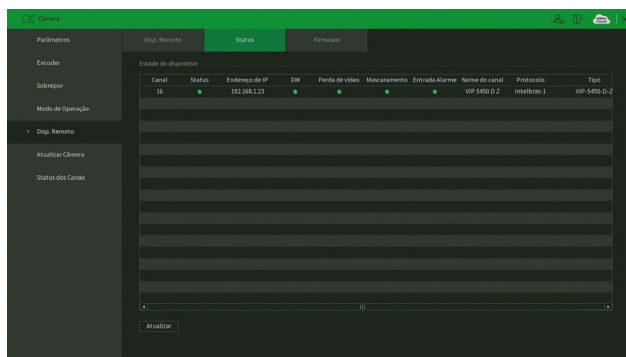 Câmera
Parâmetros
Encoder
Sobrepor
Modo de Operação
> Disp. Remoto
Atualizar Câmera
Status dos Canais
Disp. Remoto Status Firmware
Estado do dispositivo
Canal Status Endereço de IP DM Perda de vídeo Mascaramento Entrada Alarme Nome do canal Protocolo Tipo
16 192.168.1.23 VIP 5450 D Z Intelbras-1 VIP-5450-D-Z
Atualizar